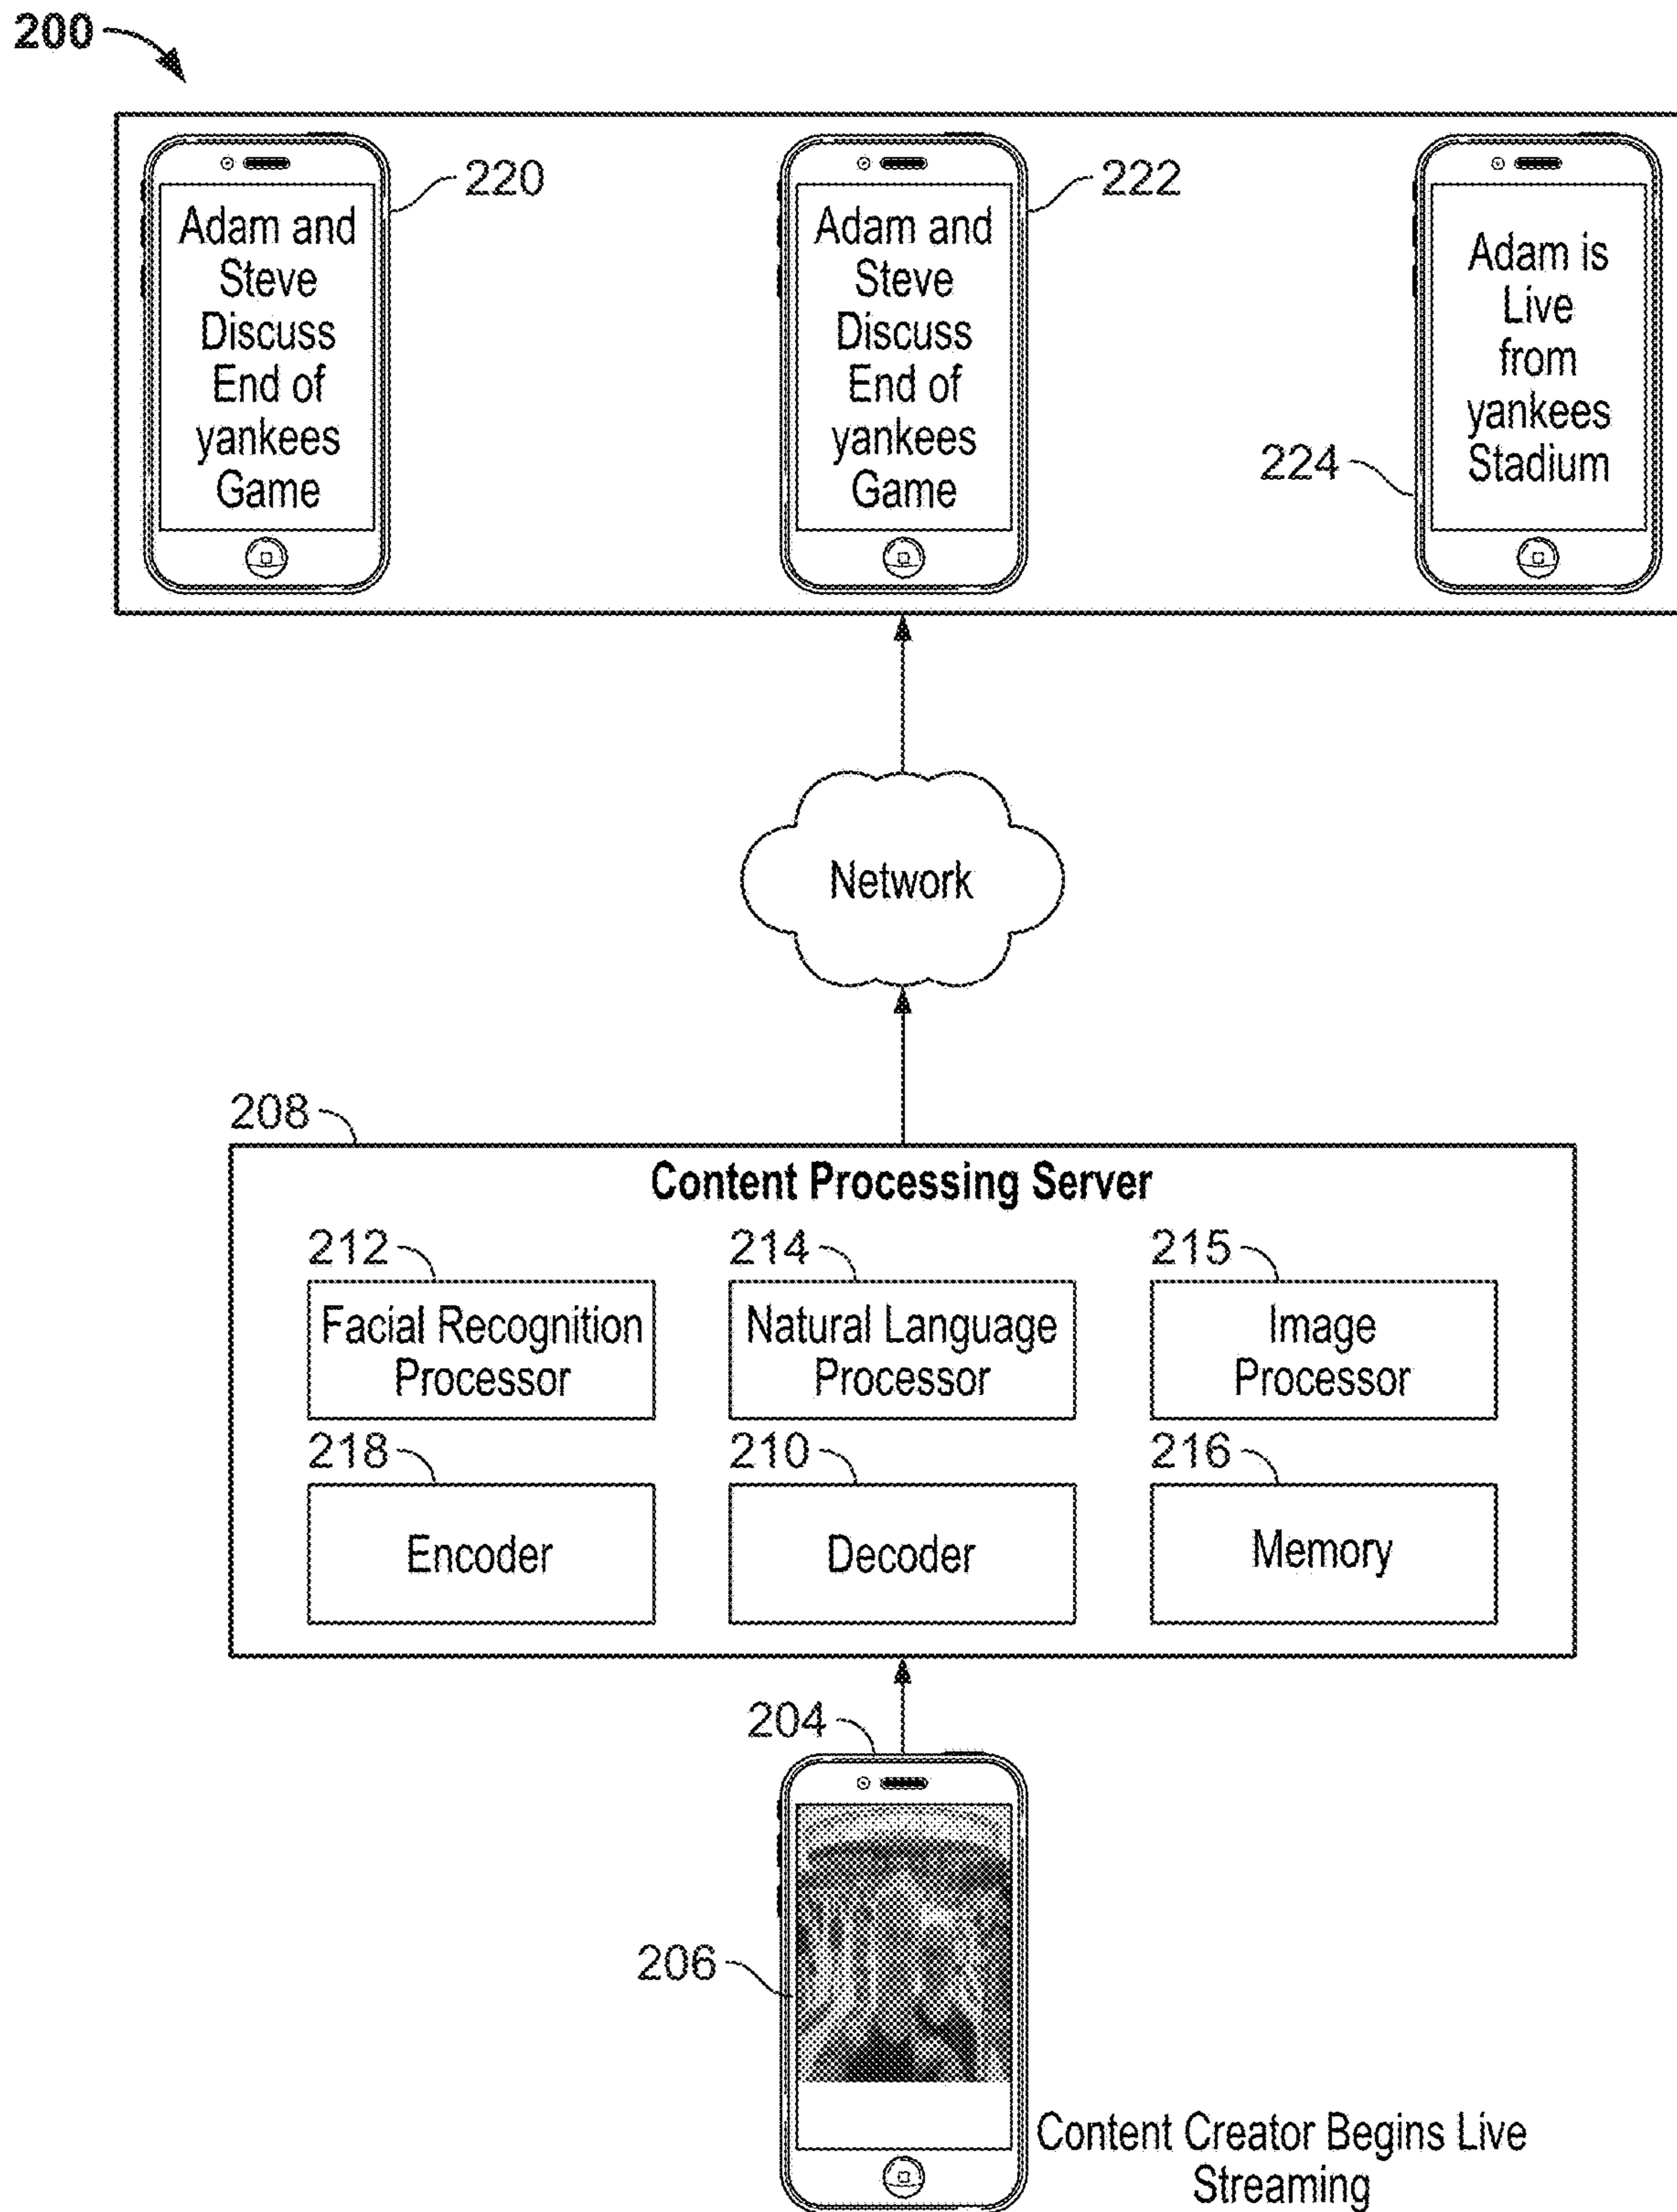 200
220
222
224
Adam and
Steve
Discuss
End of
yankees
Game
Adam and
Steve
Discuss
End of
yankees
Game
Adam is
Live
from
yankees
Stadium
Network
208
Content Processing Server
212
214
215
Facial Recognition
Processor
Natural Language
Processor
Image
Processor
218
210
216
Encoder
Decoder
Memory
204
206
Content Creator Begins Live
Streaming